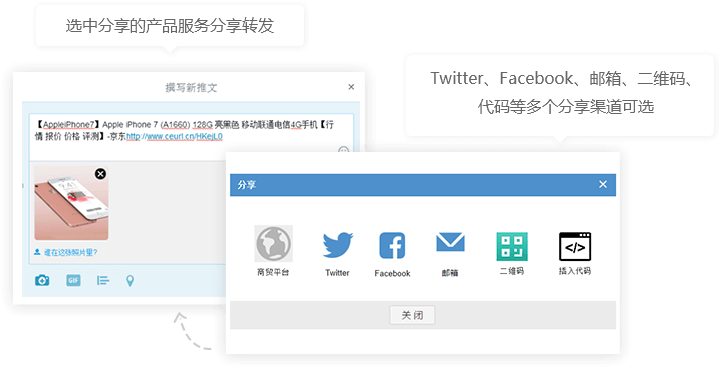 选中分享的产品服务分享转发
Twitter、Facebook、邮箱、二维码、
代码等多个分享渠道可选
撰写新推文
×
【AppleiPhone7】Apple iPhone 7 (A1660) 128G 亮黑色 移动联通电信4G手机【行
情 报价 价格 评测】-京东http://www.ceurl.cn/HKejL0
谁在这张照片里?
GIF
分享
×
商贸平台
Twitter
Facebook
邮箱
二维码
</>
插入代码
关 闭